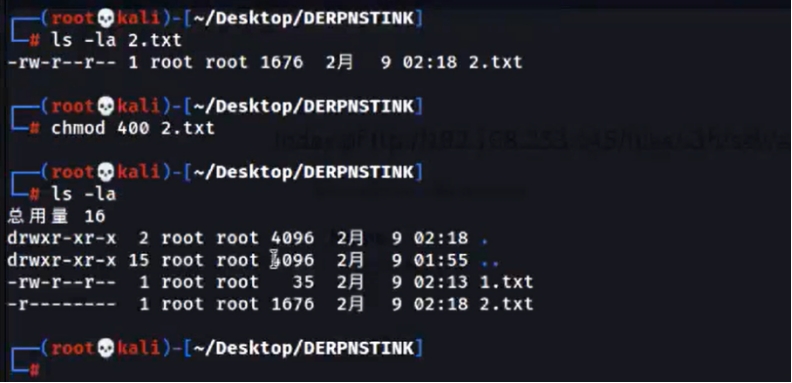 ┌──(root💀kali)-[~/Desktop/DERPNSTINK]
└─# ls -la 2.txt
-rw-r--r-- 1 root root 1676  2月   9 02:18 2.txt
┌──(root💀kali)-[~/Desktop/DERPNSTINK]
└─# chmod 400 2.txt
┌──(root💀kali)-[~/Desktop/DERPNSTINK]
└─# ls -la
总用量 16
drwxr-xr-x  2 root root 4096  2月   9 02:18 .
drwxr-xr-x 15 root root 4096  2月   9 01:55 ..
-rw-r--r--  1 root root   35  2月   9 02:13 1.txt
-r--------  1 root root 1676  2月   9 02:18 2.txt
┌──(root💀kali)-[~/Desktop/DERPNSTINK]
└─#